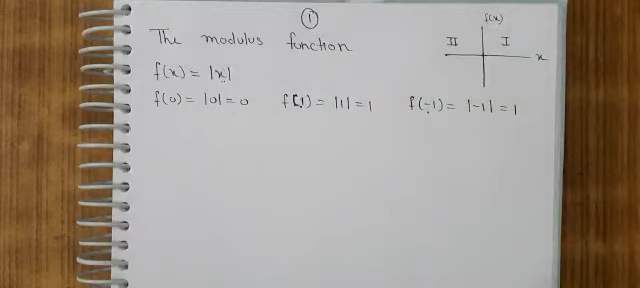 1
The modulus function
f(x)
II I
x
f(x) = |x|
f(0) = |0| = 0 f(1) = |1| = 1 f(-1) = |-1| = 1